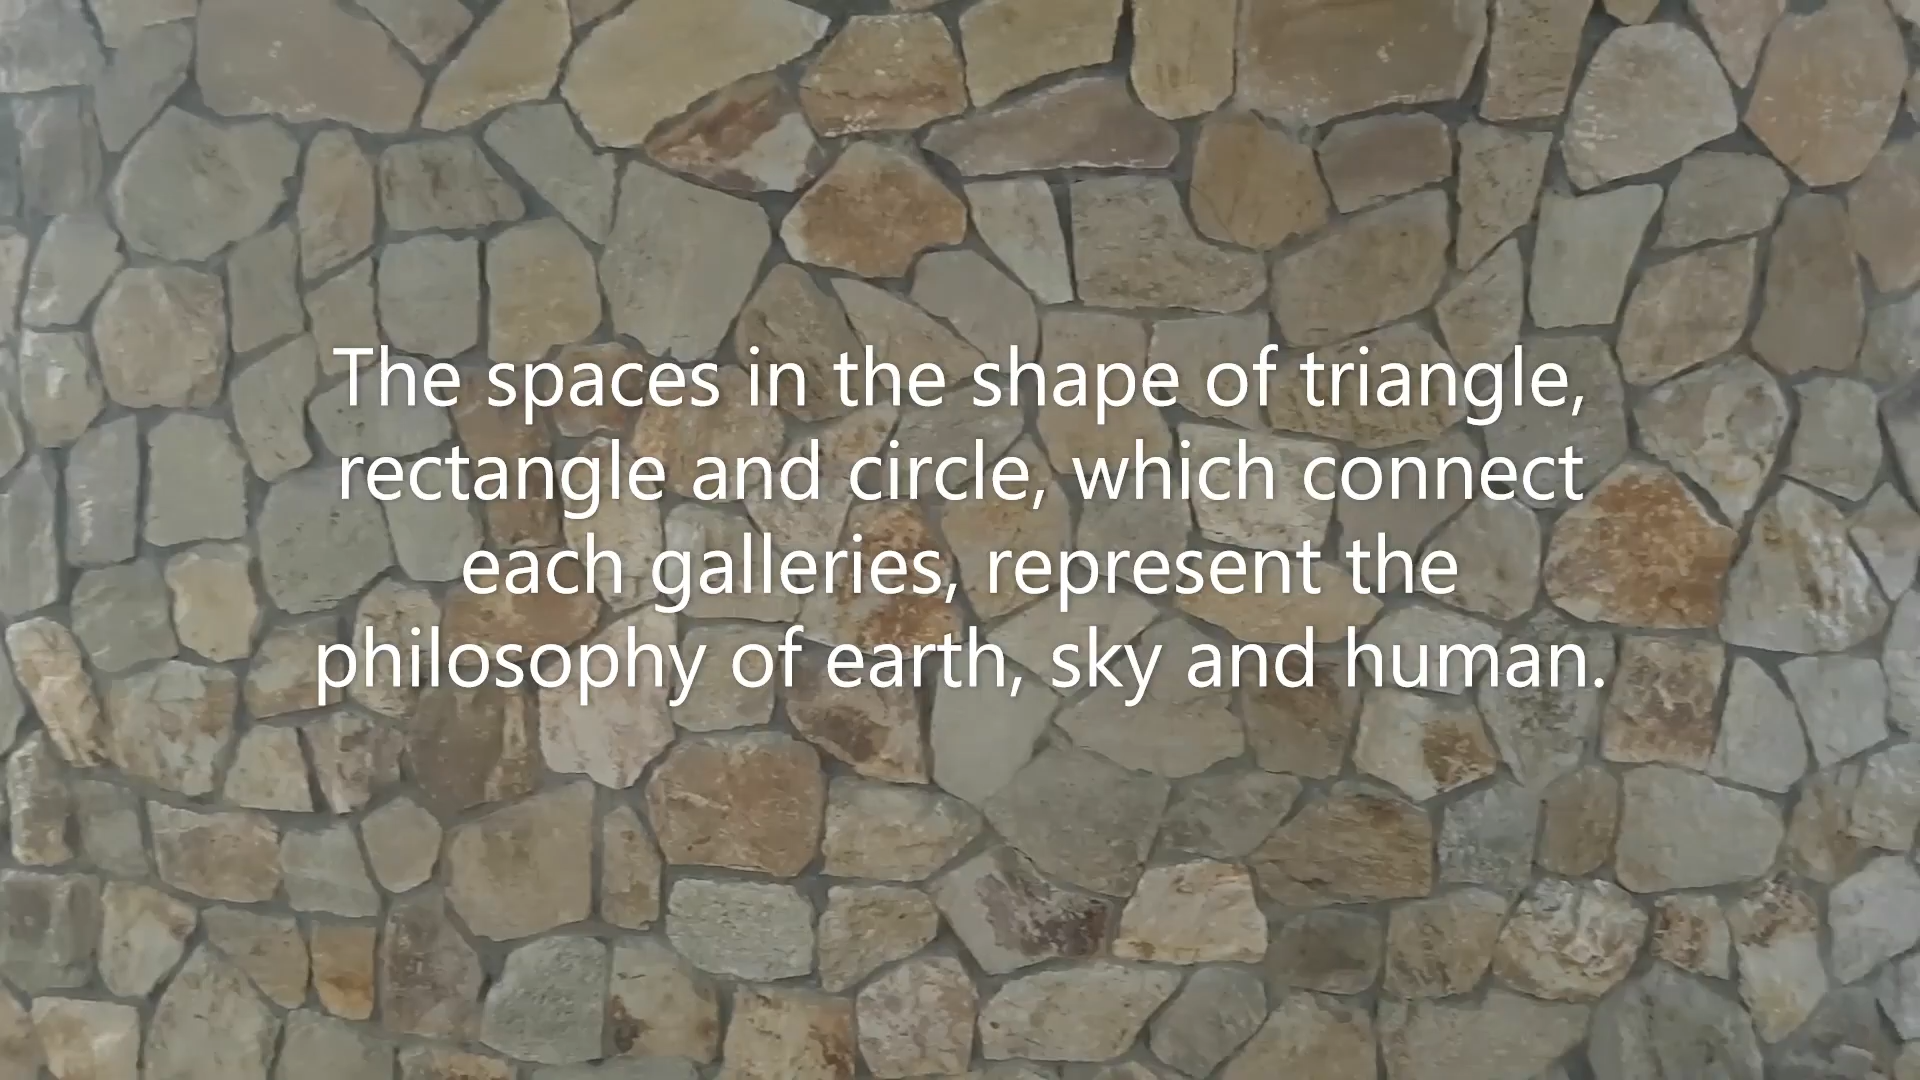 The spaces in the shape of triangle,
rectangle and circle, which connect
each galleries, represent the
philosophy of earth, sky and human.